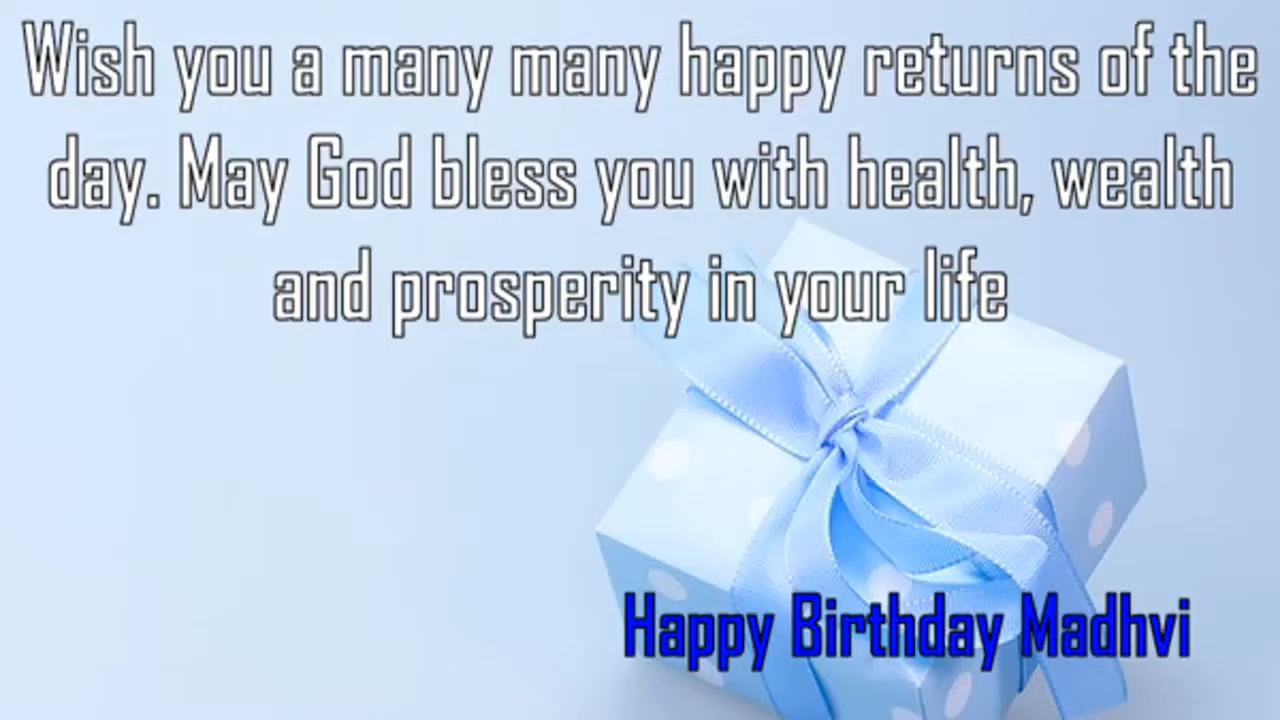 Wish you a many many happy returns of the
day. May God bless you with health, wealth
and prosperity in your life
Happy Birthday Madhvi